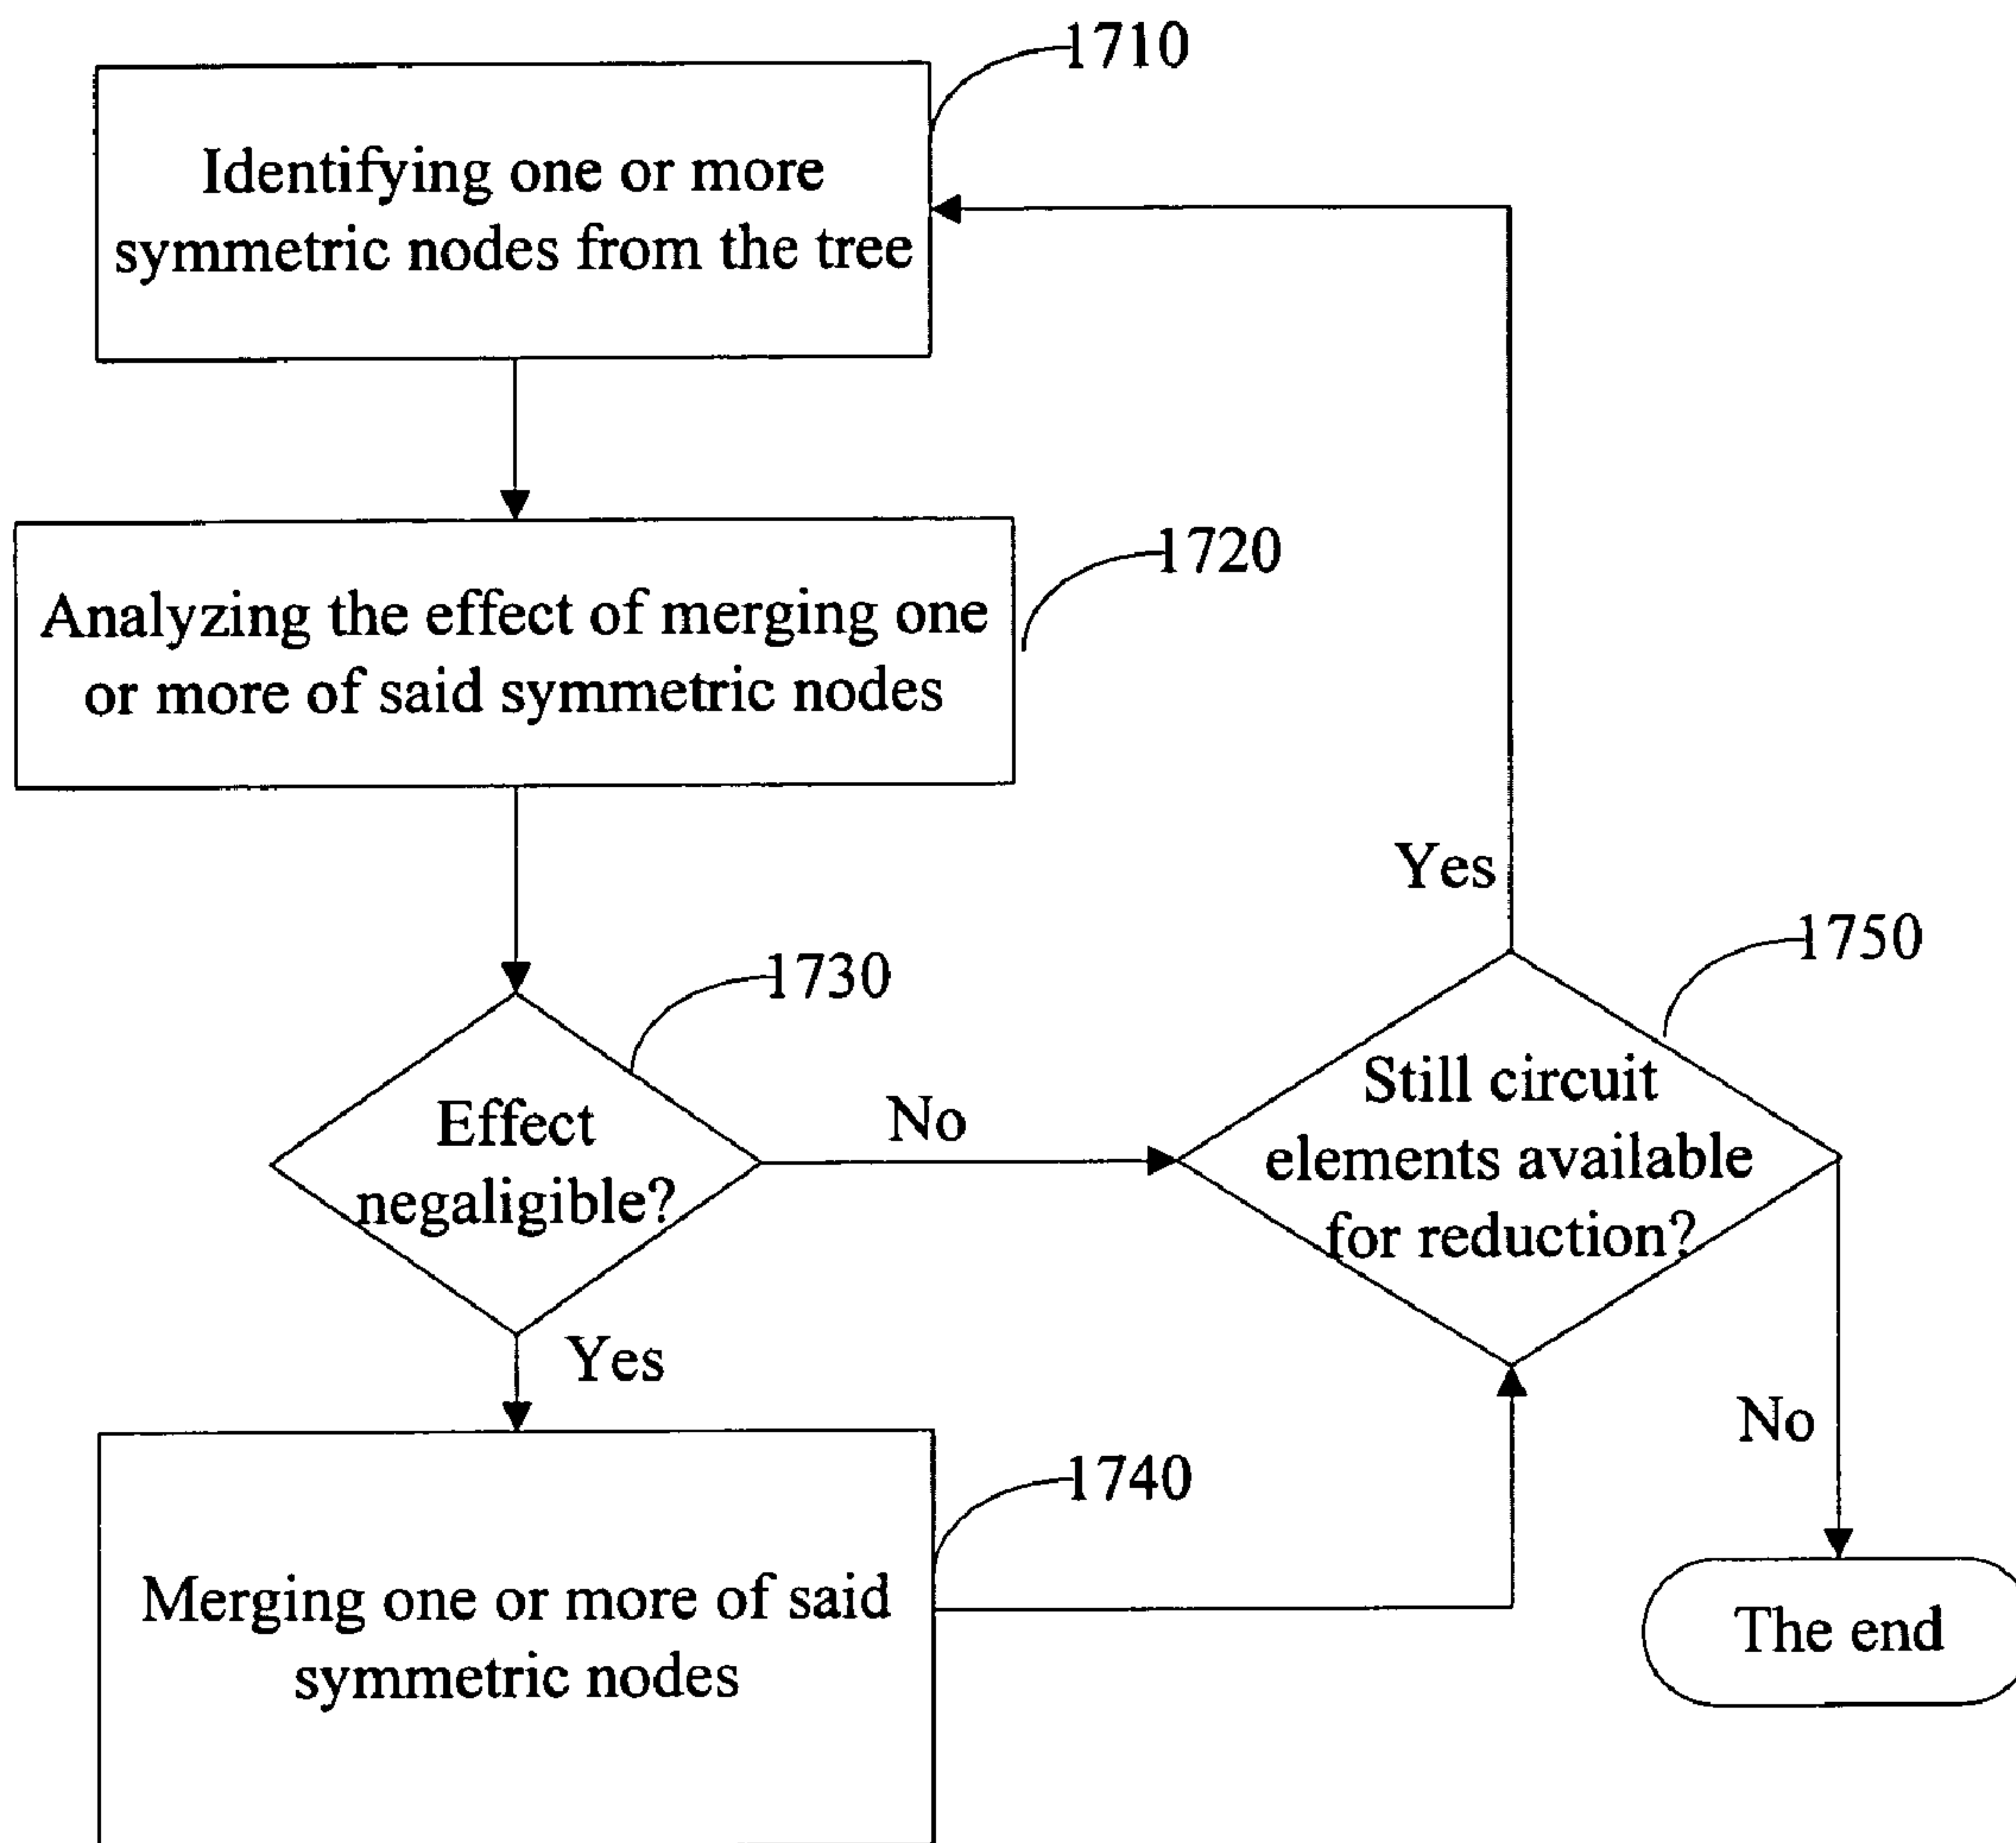 1710
Identifying one or more
symmetric nodes from the tree
1720
Analyzing the effect of merging one
or more of said symmetric nodes
Yes
1750
1730
Still circuit
elements available
for reduction?
No
Effect
negaligible?
Yes
No
1740
Merging one or more of said
symmetric nodes
The end